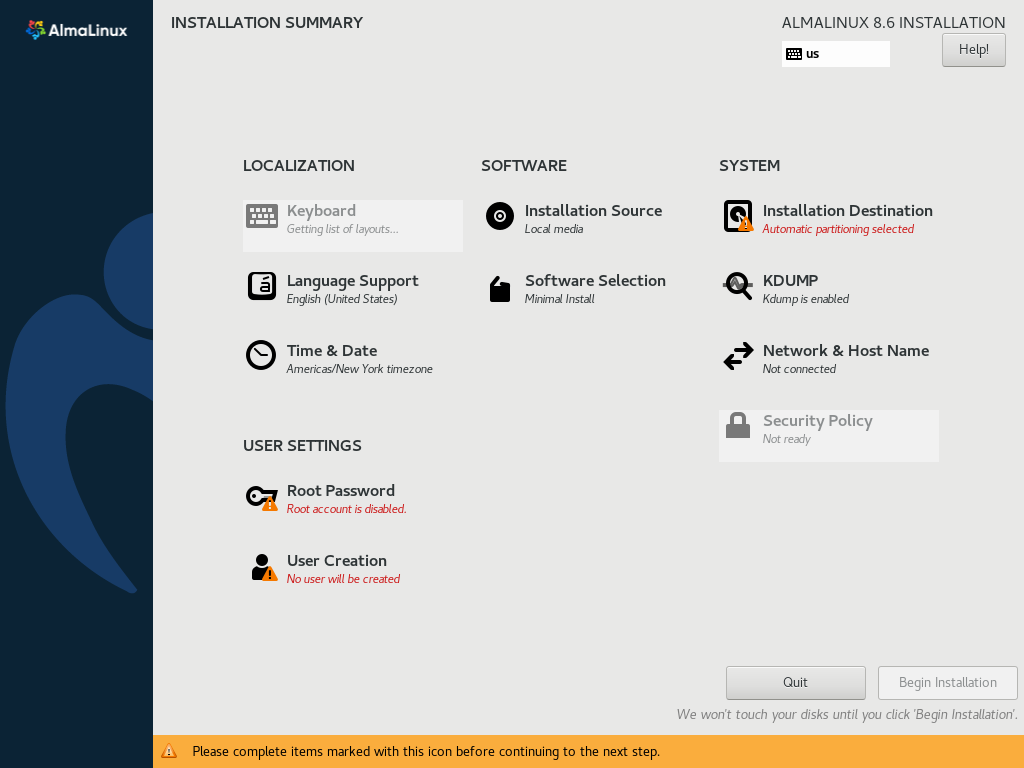 AlmaLinux
INSTALLATION SUMMARY
ALMALINUX 8.6 INSTALLATION
us
Help!
LOCALIZATION
Keyboard
Getting list of layouts...
Language Support
English (United States)
Time & Date
Americas/New York timezone
SOFTWARE
Installation Source
Local media
Software Selection
Minimal Install
SYSTEM
Installation Destination
Automatic partitioning selected
KDUMP
Kdump is enabled
Network & Host Name
Not connected
Security Policy
Not ready
USER SETTINGS
Root Password
Root account is disabled.
User Creation
No user will be created
Quit
Begin Installation
We won't touch your disks until you click 'Begin Installation'.
Please complete items marked with this icon before continuing to the next step.